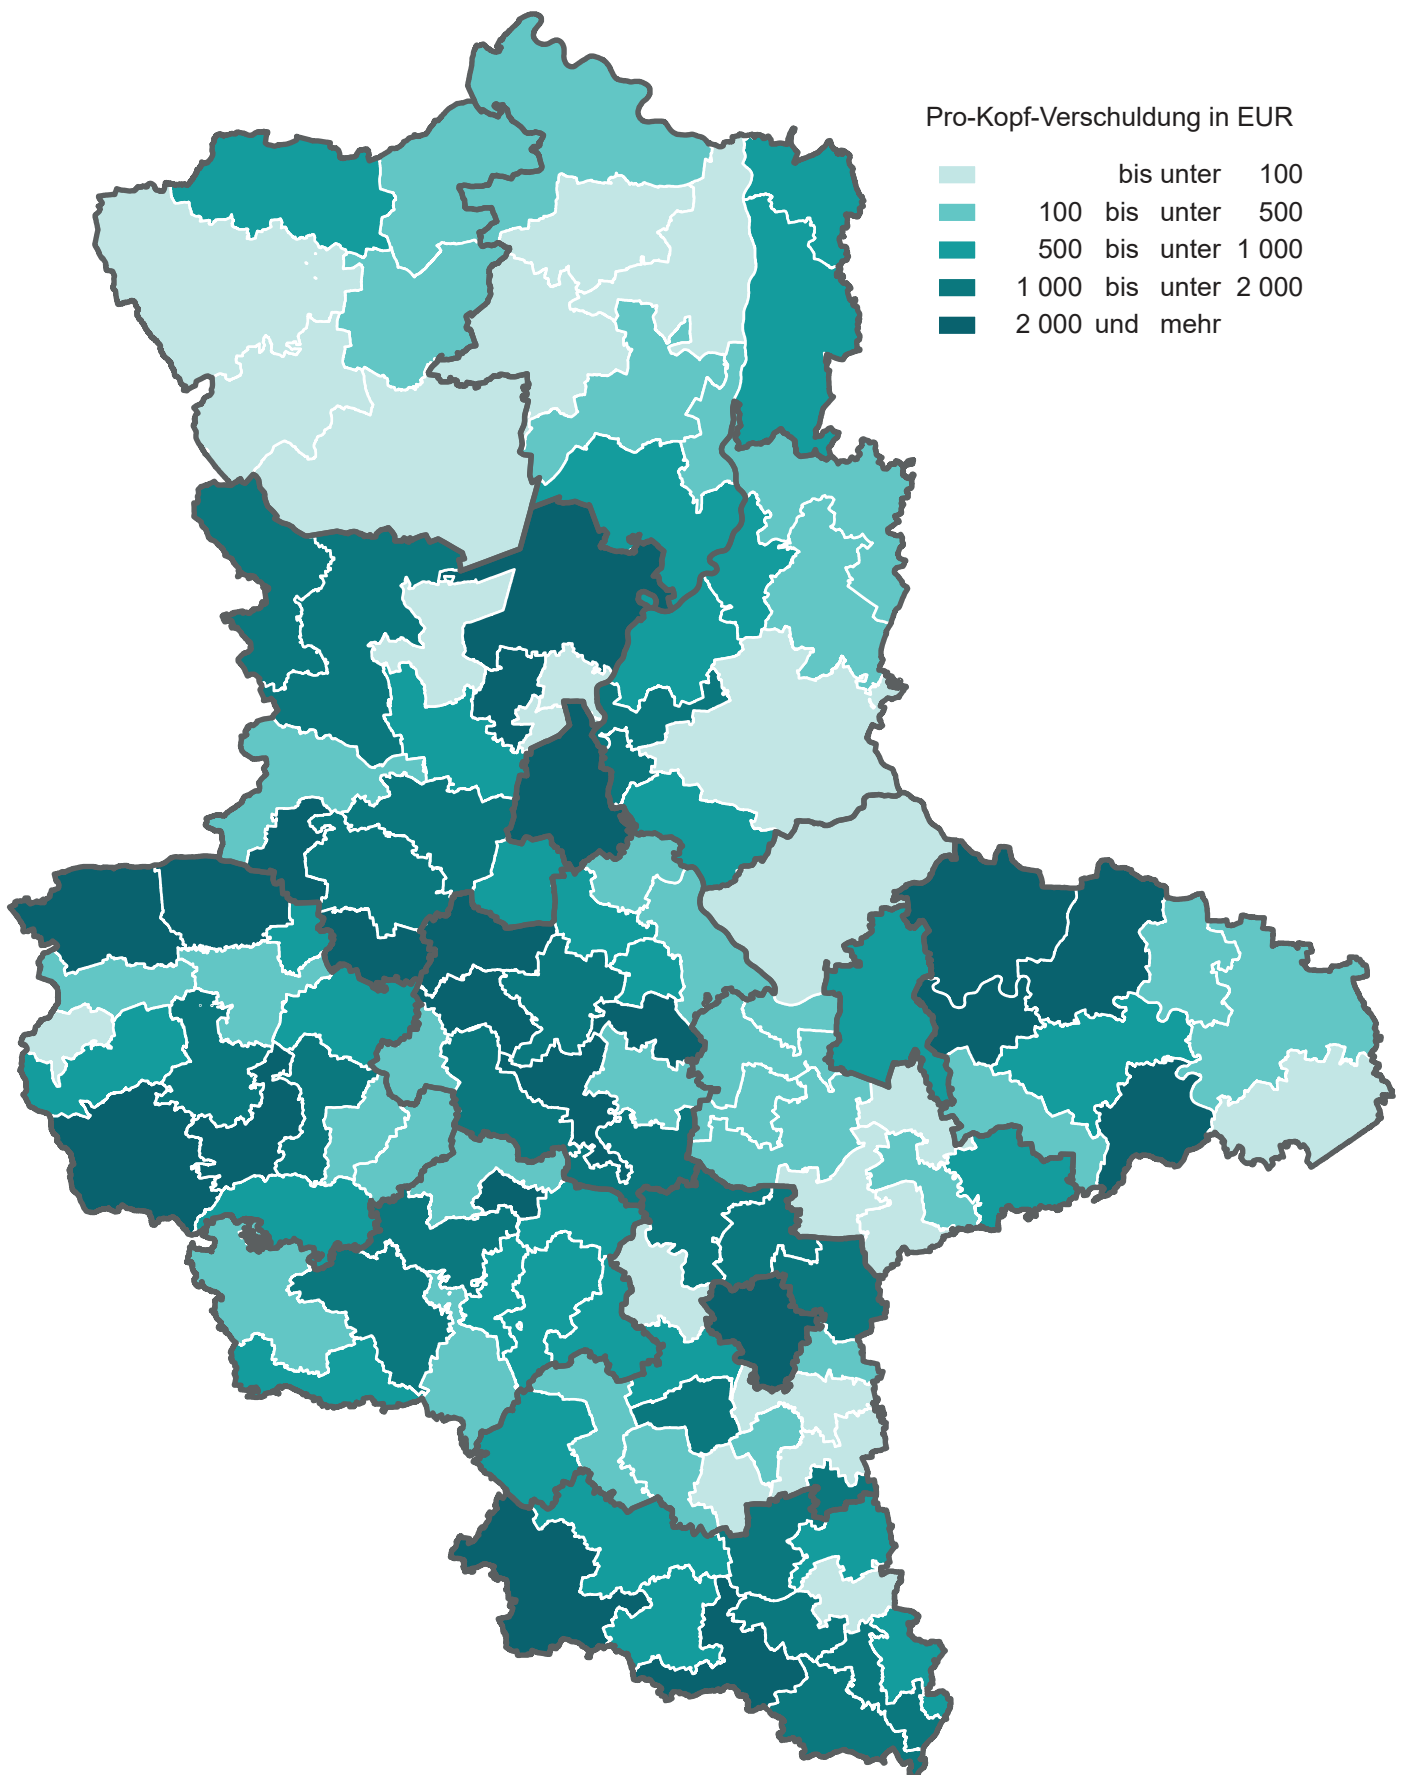 Pro-Kopf-Verschuldung in EUR
bis unter 100
100 bis unter 500
500 bis unter 1 000
1 000 bis unter 2 000
2 000 und mehr